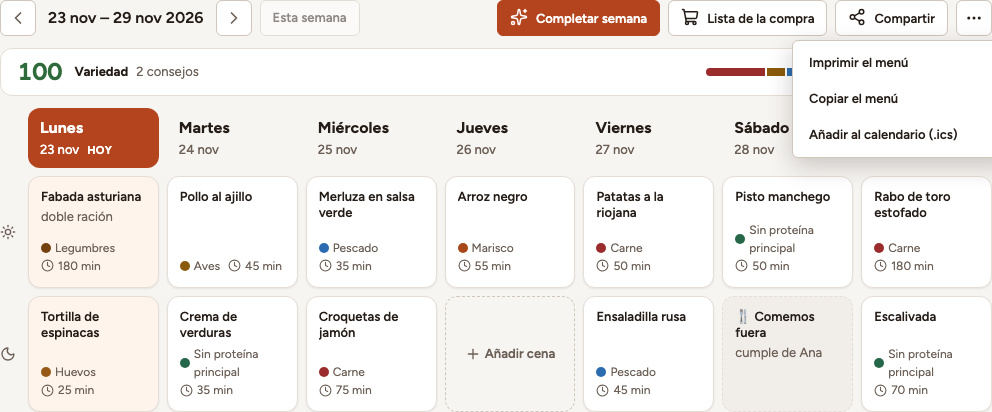 23 nov – 29 nov 2026
Esta semana
Completar semana
Lista de la compra
Compartir
Imprimir el menú
Copiar el menú
Añadir al calendario (.ics)
100 Variedad 2 consejos
Lunes
23 nov HOY
Martes
24 nov
Miércoles
25 nov
Jueves
26 nov
Viernes
27 nov
Sábado
28 nov
Fabada asturiana
doble ración
Legumbres
180 min
Pollo al ajillo
Aves 45 min
Merluza en salsa
verde
Pescado
35 min
Arroz negro
Marisco
55 min
Patatas a la
riojana
Carne
50 min
Pisto manchego
Sin proteína
principal
50 min
Rabo de toro
estofado
Carne
180 min
Tortilla de
espinacas
Huevos
25 min
Crema de
verduras
Sin proteína
principal
35 min
Croquetas de
jamón
Carne
75 min
Añadir cena
Ensaladilla rusa
Pescado
45 min
Comemos
fuera
cumple de Ana
Escalivada
Sin proteína
principal
70 min